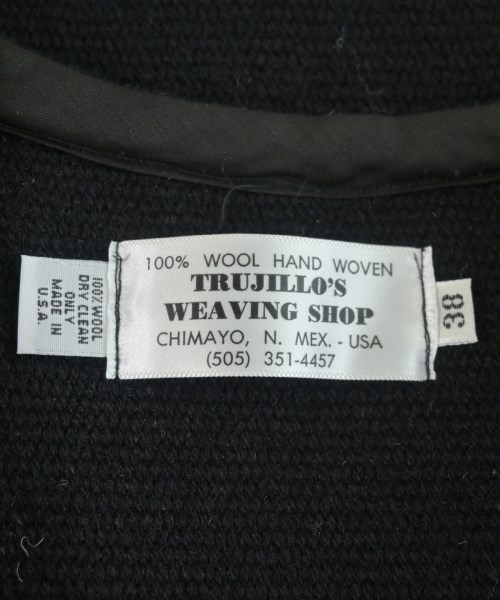 100% WOOL HAND WOVEN
TRUJILLO'S
WEAVING SHOP
CHIMAYO, N. MEX. - USA
(505) 351-4457
100% WOOL
DRY CLEAN
ONLY
MADE IN
U.S.A.
38